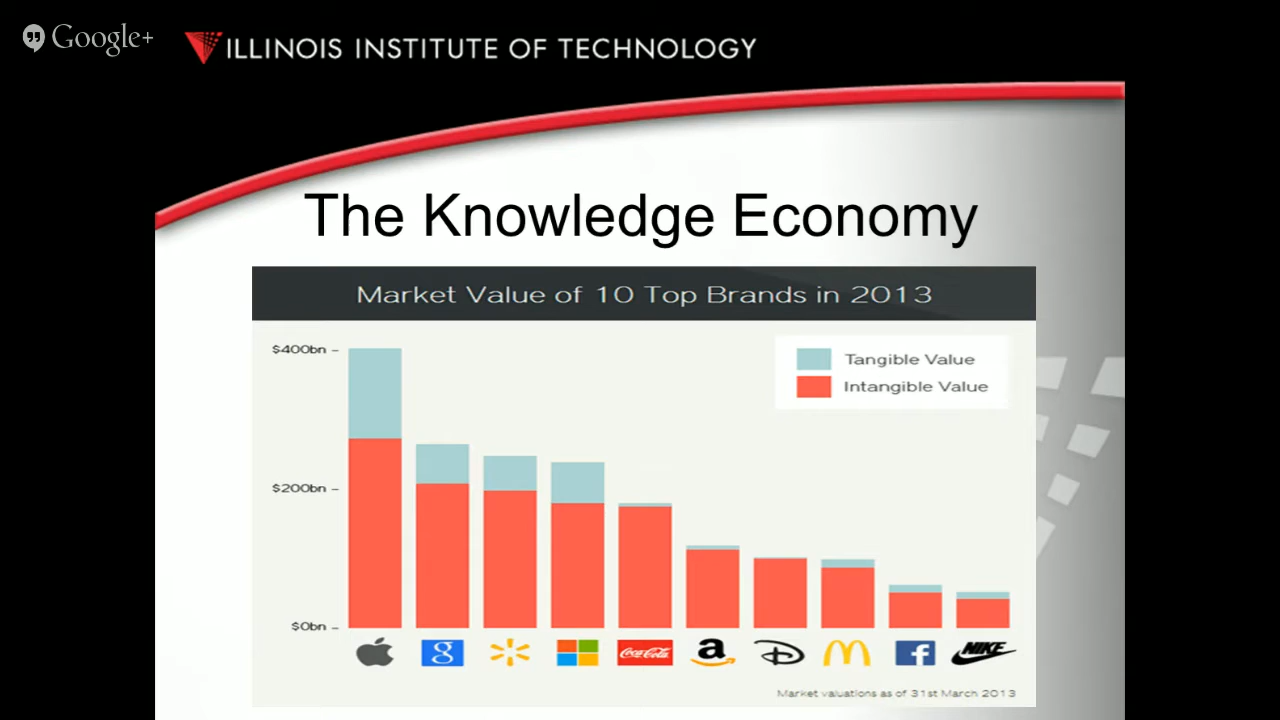 Google+
ILLINOIS INSTITUTE OF TECHNOLOGY
The Knowledge Economy
Market Value of 10 Top Brands in 2013
$400bn
Tangible Value
Intangible Value
$200bn
$0bn
g
Coca-Cola
a
D
M
f
NIKE
Market valuations as of 31st March 2013